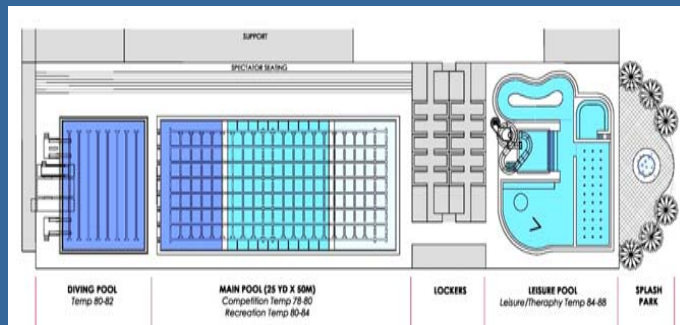 SUPPORT
SPECTATOR SEATING
DIVING POOL
Temp 80-82
MAIN POOL (25 YD X 50M)
Competition Temp 78-80
Recreation Temp 80-84
LOCKERS
LEISURE POOL
Leisure/Theraphy Temp 84-88
SPLASH
PARK